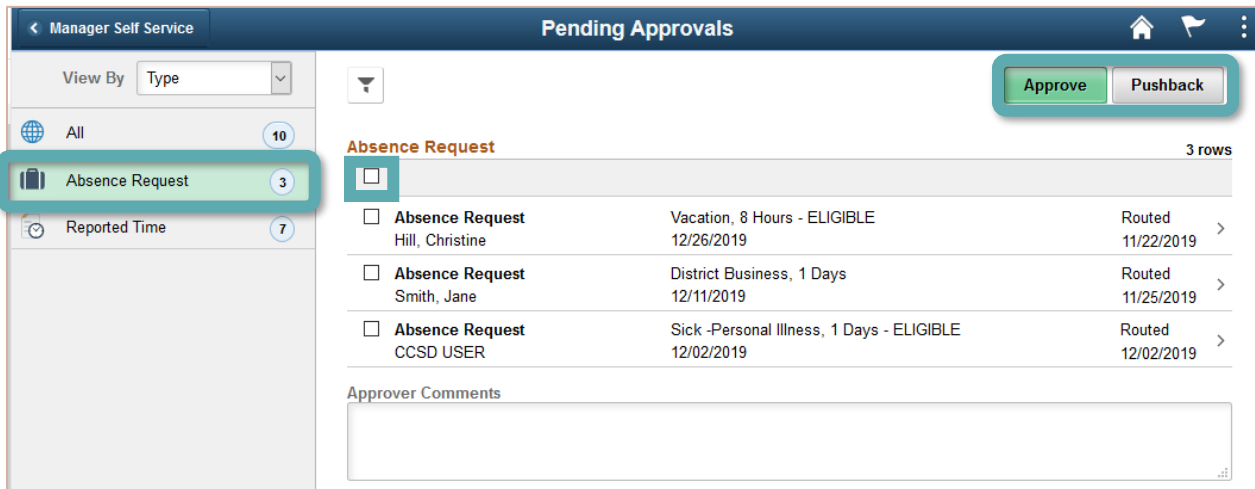 Manager Self Service
Pending Approvals
View By Type
Approve Pushback
All 10
Absence Request 3
Reported Time 7
Absence Request 3 rows
Absence Request Vacation, 8 Hours - ELIGIBLE Routed
Hill, Christine 12/26/2019 11/22/2019
Absence Request District Business, 1 Days Routed
Smith, Jane 12/11/2019 11/25/2019
Absence Request Sick -Personal Illness, 1 Days - ELIGIBLE Routed
CCSD USER 12/02/2019 12/02/2019
Approver Comments